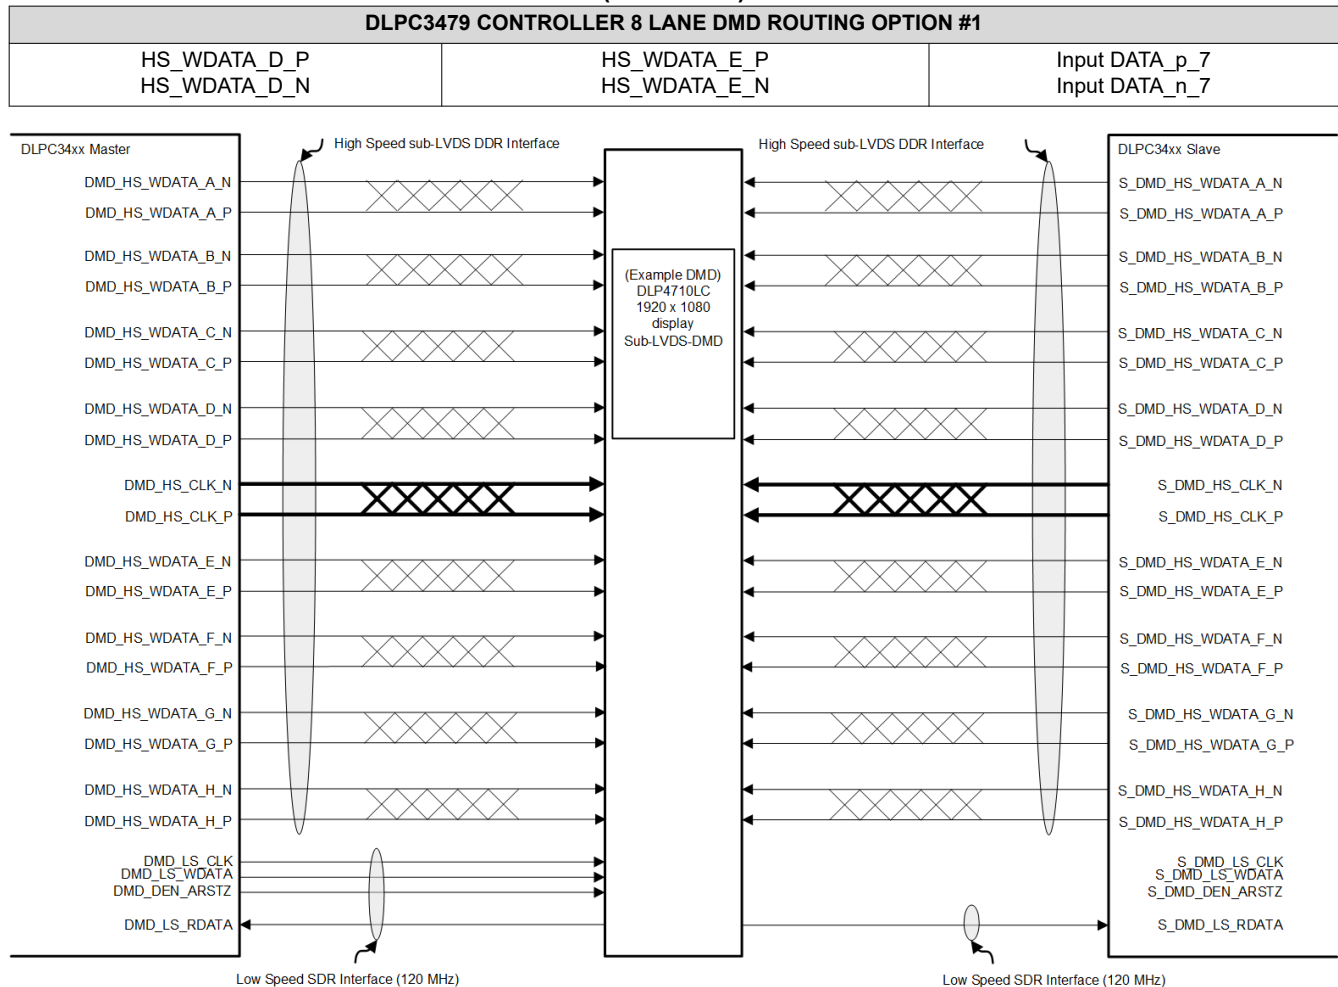 DLPC3479 CONTROLLER 8 LANE DMD ROUTING OPTION #1
HS_WDATA_D_P
HS_WDATA_D_N
HS_WDATA_E_P
HS_WDATA_E_N
Input DATA_p_7
Input DATA_n_7
DLPC34xx Master
High Speed sub-LVDS DDR Interface
DMD_HS_WDATA_A_N
DMD_HS_WDATA_A_P
DMD_HS_WDATA_B_N
DMD_HS_WDATA_B_P
DMD_HS_WDATA_C_N
DMD_HS_WDATA_C_P
DMD_HS_WDATA_D_N
DMD_HS_WDATA_D_P
DMD_HS_CLK_N
DMD_HS_CLK_P
DMD_HS_WDATA_E_N
DMD_HS_WDATA_E_P
DMD_HS_WDATA_F_N
DMD_HS_WDATA_F_P
DMD_HS_WDATA_G_N
DMD_HS_WDATA_G_P
DMD_HS_WDATA_H_N
DMD_HS_WDATA_H_P
DMD_LS_CLK
DMD_LS_WDATA
DMD_DEN_ARSTZ
DMD_LS_RDATA
Low Speed SDR Interface (120 MHz)
(Example DMD)
DLP4710LC
1920 x 1080
display
Sub-LVDS-DMD
High Speed sub-LVDS DDR Interface
DLPC34xx Slave
S_DMD_HS_WDATA_A_N
S_DMD_HS_WDATA_A_P
S_DMD_HS_WDATA_B_N
S_DMD_HS_WDATA_B_P
S_DMD_HS_WDATA_C_N
S_DMD_HS_WDATA_C_P
S_DMD_HS_WDATA_D_N
S_DMD_HS_WDATA_D_P
S_DMD_HS_CLK_N
S_DMD_HS_CLK_P
S_DMD_HS_WDATA_E_N
S_DMD_HS_WDATA_E_P
S_DMD_HS_WDATA_F_N
S_DMD_HS_WDATA_F_P
S_DMD_HS_WDATA_G_N
S_DMD_HS_WDATA_G_P
S_DMD_HS_WDATA_H_N
S_DMD_HS_WDATA_H_P
S_DMD_LS_CLK
S_DMD_LS_WDATA
S_DMD_DEN_ARSTZ
S_DMD_LS_RDATA
Low Speed SDR Interface (120 MHz)